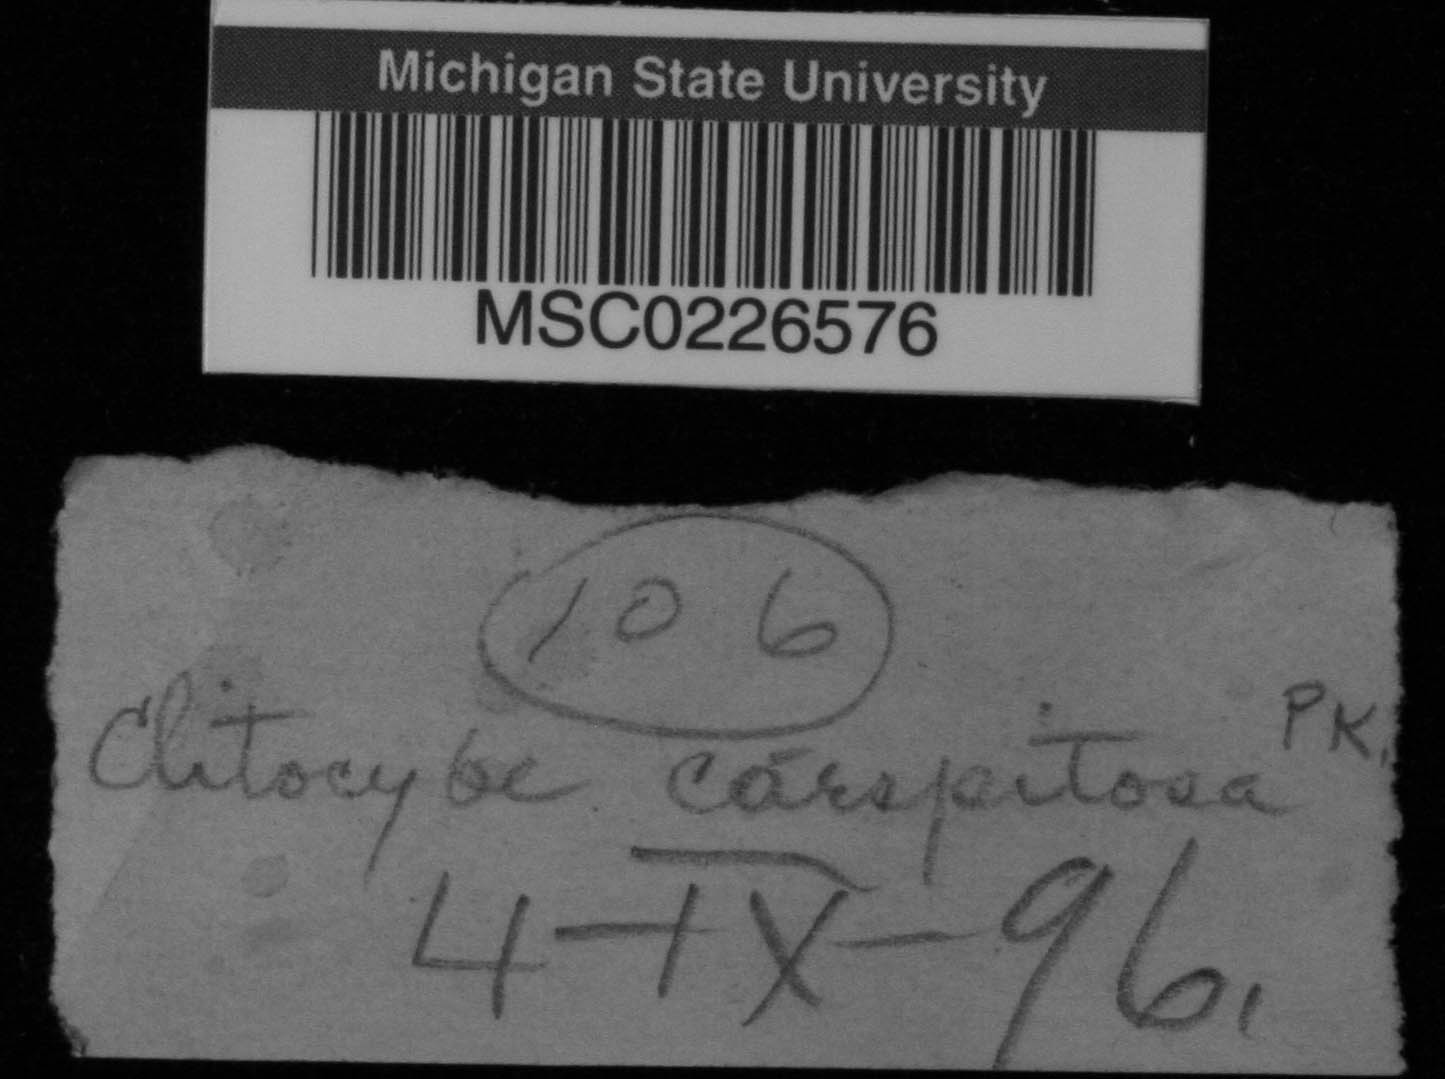 Michigan State University
MSC0226576
106
Clitocybe caespitosa PK.
4-IX-96.